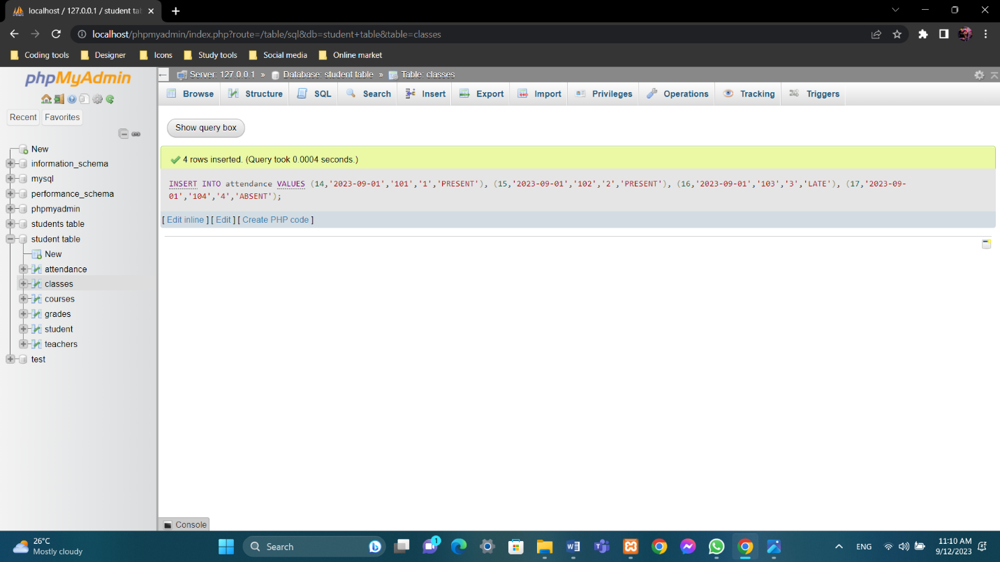 localhost / 127.0.0.1 / student tab
localhost/phpmyadmin/index.php?route=/table/sql&db=student+table&table=classes
Coding tools Designer Icons Study tools Social media Online market
phpMyAdmin
Recent Favorites
New
information_schema
mysql
performance_schema
phpmyadmin
students table
student table
New
attendance
classes
courses
grades
student
teachers
test
Server: 127.0.0.1 » Database: student table » Table: classes
Browse Structure SQL Search Insert Export Import Privileges Operations Tracking Triggers
Show query box
4 rows inserted. (Query took 0.0004 seconds.)
INSERT INTO attendance VALUES (14,'2023-09-01','101','1','PRESENT'), (15,'2023-09-01','102','2','PRESENT'), (16,'2023-09-01','103','3','LATE'), (17,'2023-09-
01','104','4','ABSENT');
[ Edit inline ] [ Edit ] [ Create PHP code ]
Console
26°C
Mostly cloudy
Search
1
ENG
11:10 AM
9/12/2023